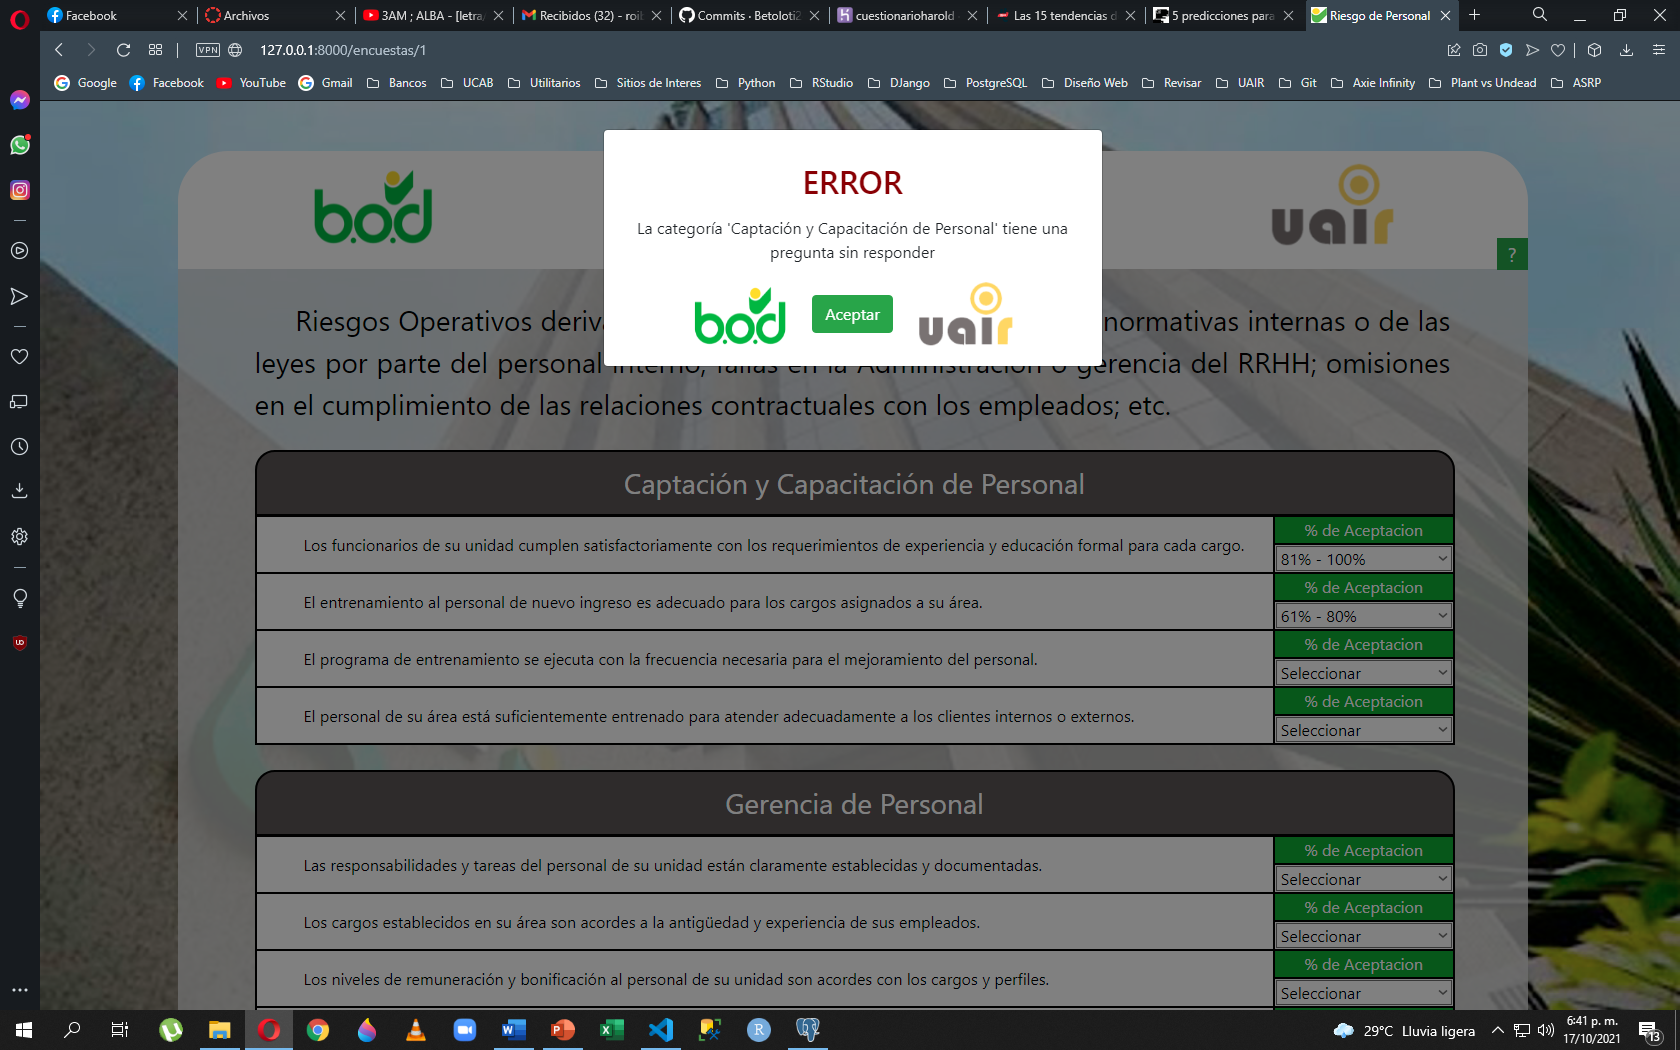 Facebook
Archivos
3AM ; ALBA - [letra/
Recibidos (32) - roil
Commits · Betoloti2
cuestionarioharold
Las 15 tendencias d
5 predicciones para
Riesgo de Personal
VPN
127.0.0.1:8000/encuestas/1
Google
Facebook
YouTube
Gmail
Bancos
UCAB
Utilitarios
Sitios de Interes
Python
RStudio
DJango
PostgreSQL
Diseño Web
Revisar
UAIR
Git
Axie Infinity
Plant vs Undead
ASRP
b.o.d
uair
?
ERROR
La categoría 'Captación y Capacitación de Personal' tiene una
pregunta sin responder
b.o.d
Aceptar
uair
Riesgos Operativos deriv
normativas internas o de las
leyes por parte del personal interno, fallas en la Administración o gerencia del RRHH; omisiones
en el cumplimiento de las relaciones contractuales con los empleados; etc.
Captación y Capacitación de Personal
Los funcionarios de su unidad cumplen satisfactoriamente con los requerimientos de experiencia y educación formal para cada cargo.
% de Aceptacion
81% - 100%
El entrenamiento al personal de nuevo ingreso es adecuado para los cargos asignados a su área.
% de Aceptacion
61% - 80%
El programa de entrenamiento se ejecuta con la frecuencia necesaria para el mejoramiento del personal.
% de Aceptacion
Seleccionar
El personal de su área está suficientemente entrenado para atender adecuadamente a los clientes internos o externos.
% de Aceptacion
Seleccionar
Gerencia de Personal
Las responsabilidades y tareas del personal de su unidad están claramente establecidas y documentadas.
% de Aceptacion
Seleccionar
Los cargos establecidos en su área son acordes a la antigüedad y experiencia de sus empleados.
% de Aceptacion
Seleccionar
Los niveles de remuneración y bonificación al personal de su unidad son acordes con los cargos y perfiles.
% de Aceptacion
Seleccionar
29°C Lluvia ligera
6:41 p. m.
17/10/2021
13